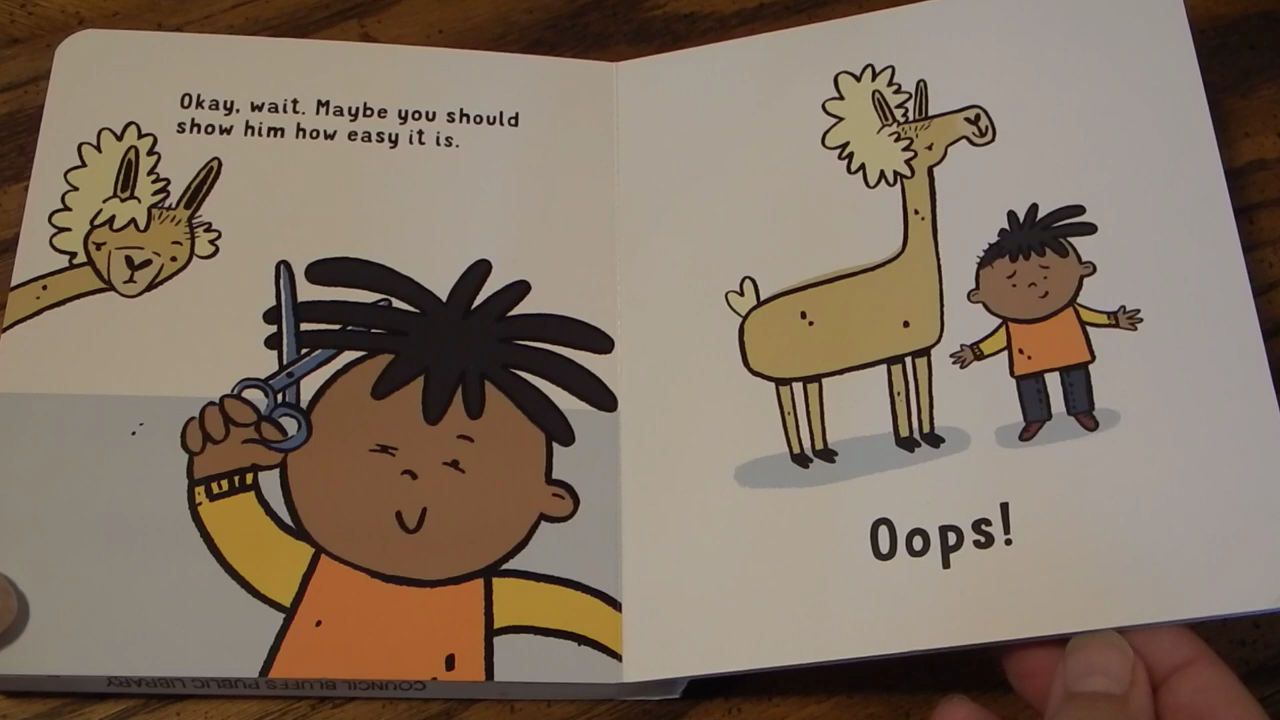 Okay, wait. Maybe you should
show him how easy it is.
Oops!
COUNCIL BLUFFS PUBLIC LIBRARY